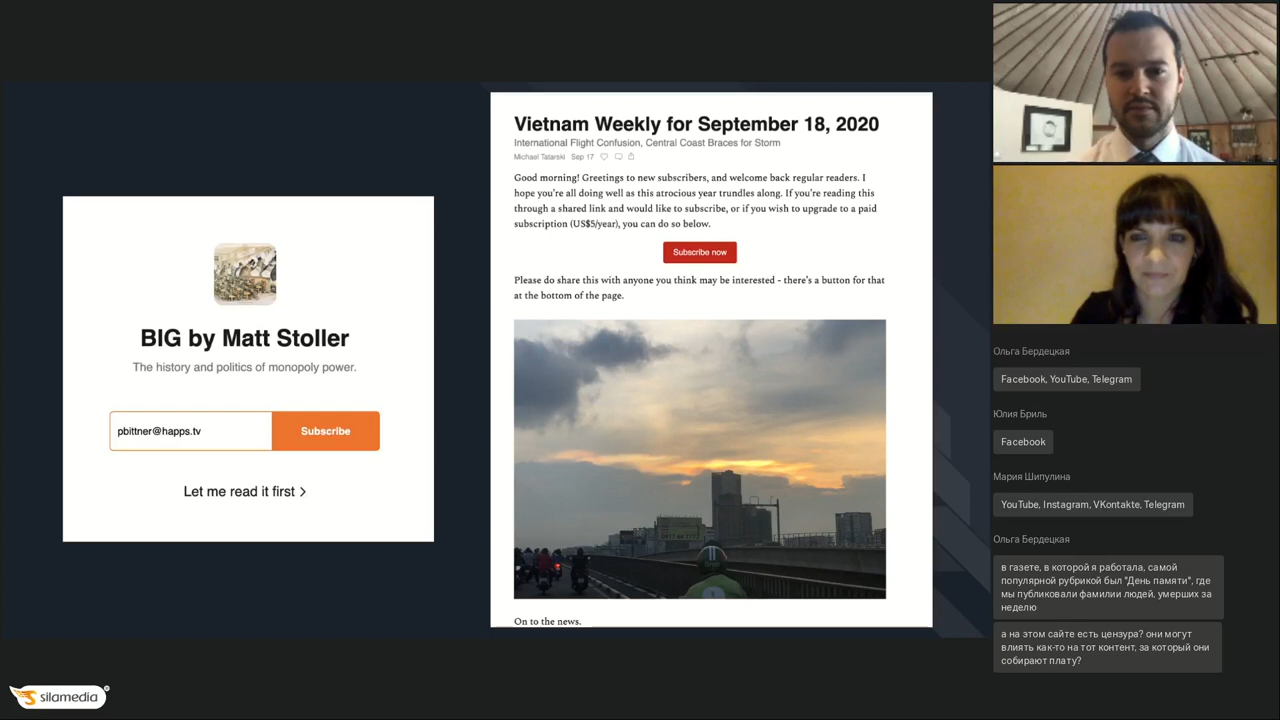 BIG by Matt Stoller
The history and politics of monopoly power.
pbittner@happs.tv
Subscribe
Let me read it first >
Vietnam Weekly for September 18, 2020
International Flight Confusion, Central Coast Braces for Storm
Michael Tatarski Sep 17
Good morning! Greetings to new subscribers, and welcome back regular readers. I
hope you're all doing well as this atrocious year trundles along. If you're reading this
through a shared link and would like to subscribe, or if you wish to upgrade to a paid
subscription (US$5/year), you can do so below.
Subscribe now
Please do share this with anyone you think may be interested - there's a button for that
at the bottom of the page.
On to the news.
Ольга Бердецкая
Facebook, YouTube, Telegram
Юлия Бриль
Facebook
Мария Шипулина
YouTube, Instagram, VKontakte, Telegram
Ольга Бердецкая
в газете, в которой я работала, самой
популярной рубрикой был "День памяти", где
мы публиковали фамилии людей, умерших за
неделю
а на этом сайте есть цензура? они могут
влиять как-то на тот контент, за который они
собирают плату?
silamedia